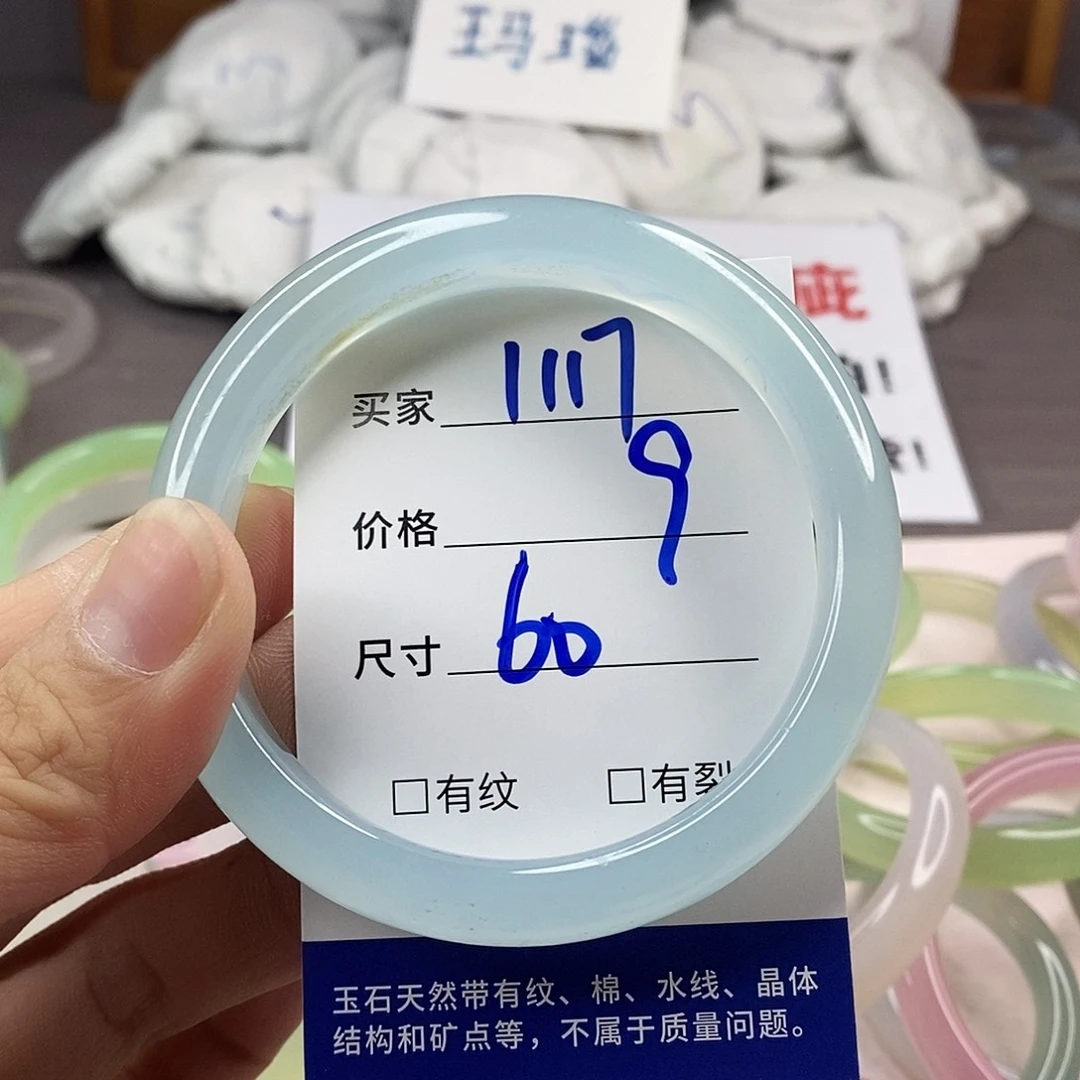 玛瑙
疵
！
！
买家 1117
价格 9
尺寸 60
□有纹 □有裂
玉石天然带有纹、棉、水线、晶体
结构和矿点等，不属于质量问题。